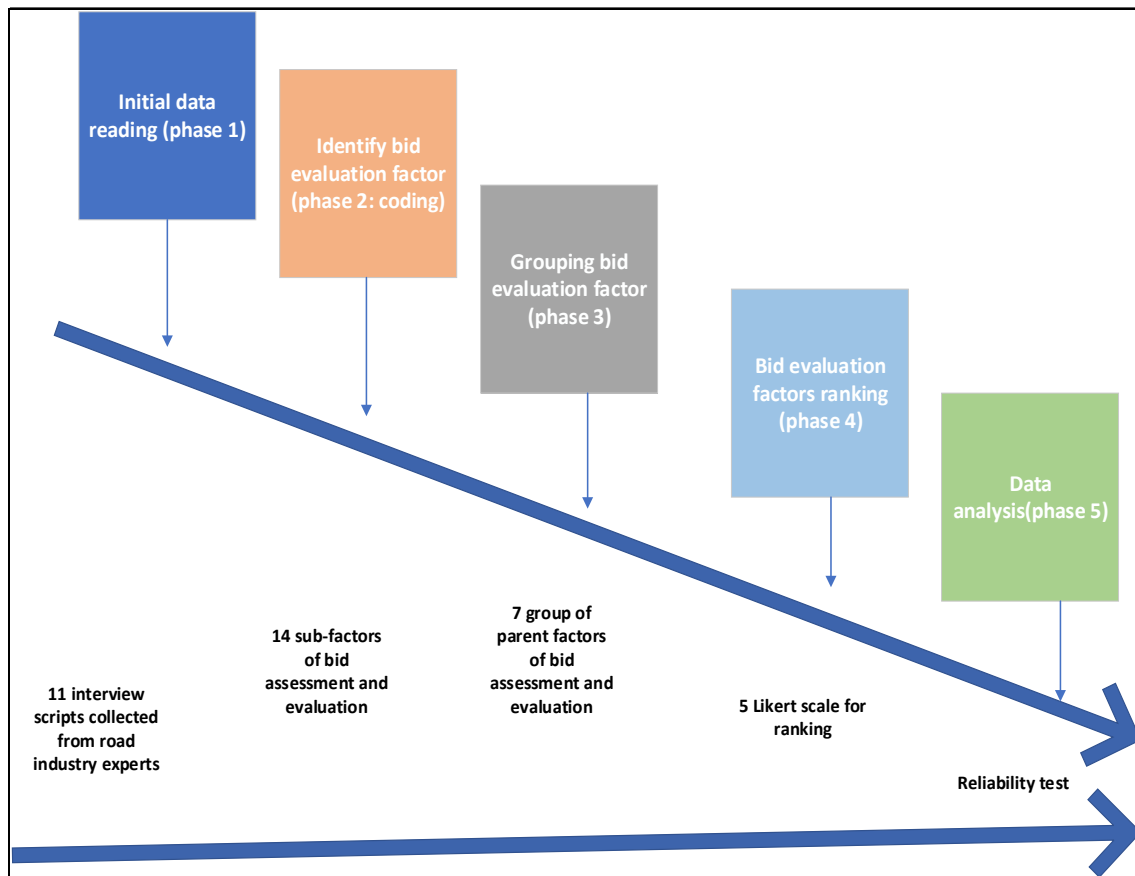 Initial data
reading (phase 1)
Identify bid
evaluation factor
(phase 2: coding)
Grouping bid
evaluation factor
(phase 3)
Bid evaluation
factors ranking
(phase 4)
Data
analysis(phase 5)
11 interview
scripts collected
from road
industry experts
14 sub-factors
of bid
assessment and
evaluation
7 group of
parent factors
of bid
assessment and
evaluation
5 Likert scale for
ranking
Reliability test